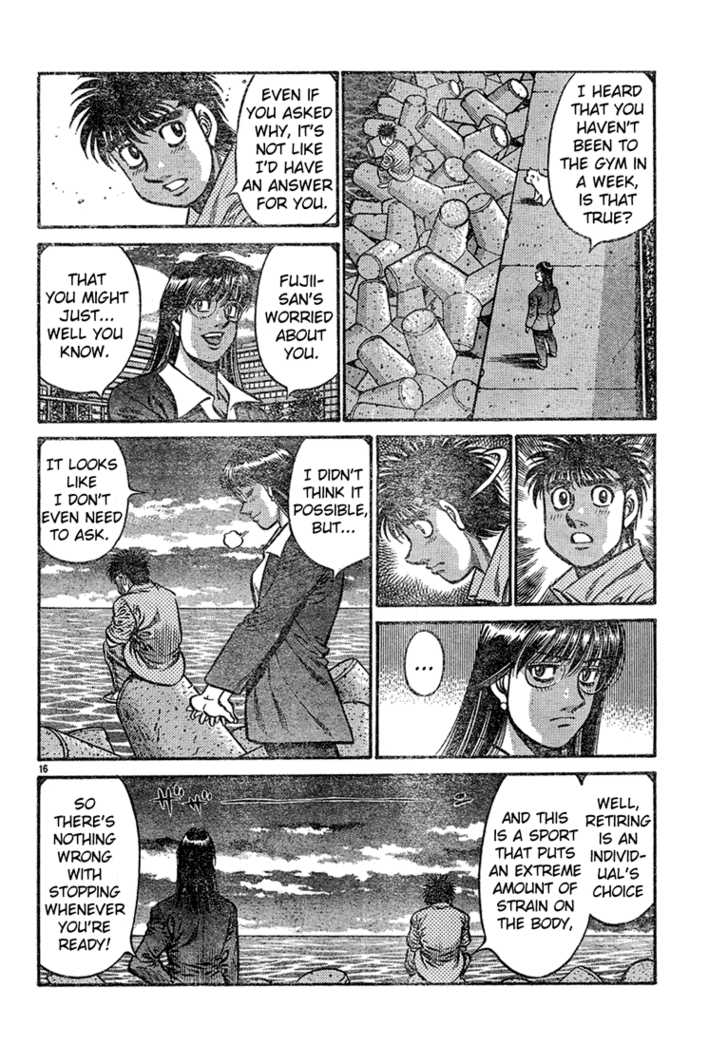 I HEARD
THAT YOU
HAVEN'T
BEEN TO
THE GYM IN
A WEEK,
IS THAT
TRUE?
EVEN IF
YOU ASKED
WHY, IT'S
NOT LIKE
I'D HAVE
AN ANSWER
FOR YOU.
FUJII-
SAN'S
WORRIED
ABOUT
YOU.
THAT
YOU MIGHT
JUST...
WELL YOU
KNOW.
I DIDN'T
THINK IT
POSSIBLE,
BUT...
IT LOOKS
LIKE
I DON'T
EVEN NEED
TO ASK.
...
16
WELL,
RETIRING
IS AN
INDIVID-
UAL'S
CHOICE
AND THIS
IS A SPORT
THAT PUTS
AN EXTREME
AMOUNT OF
STRAIN ON
THE BODY,
SO
THERE'S
NOTHING
WRONG
WITH
STOPPING
WHENEVER
YOU'RE
READY!